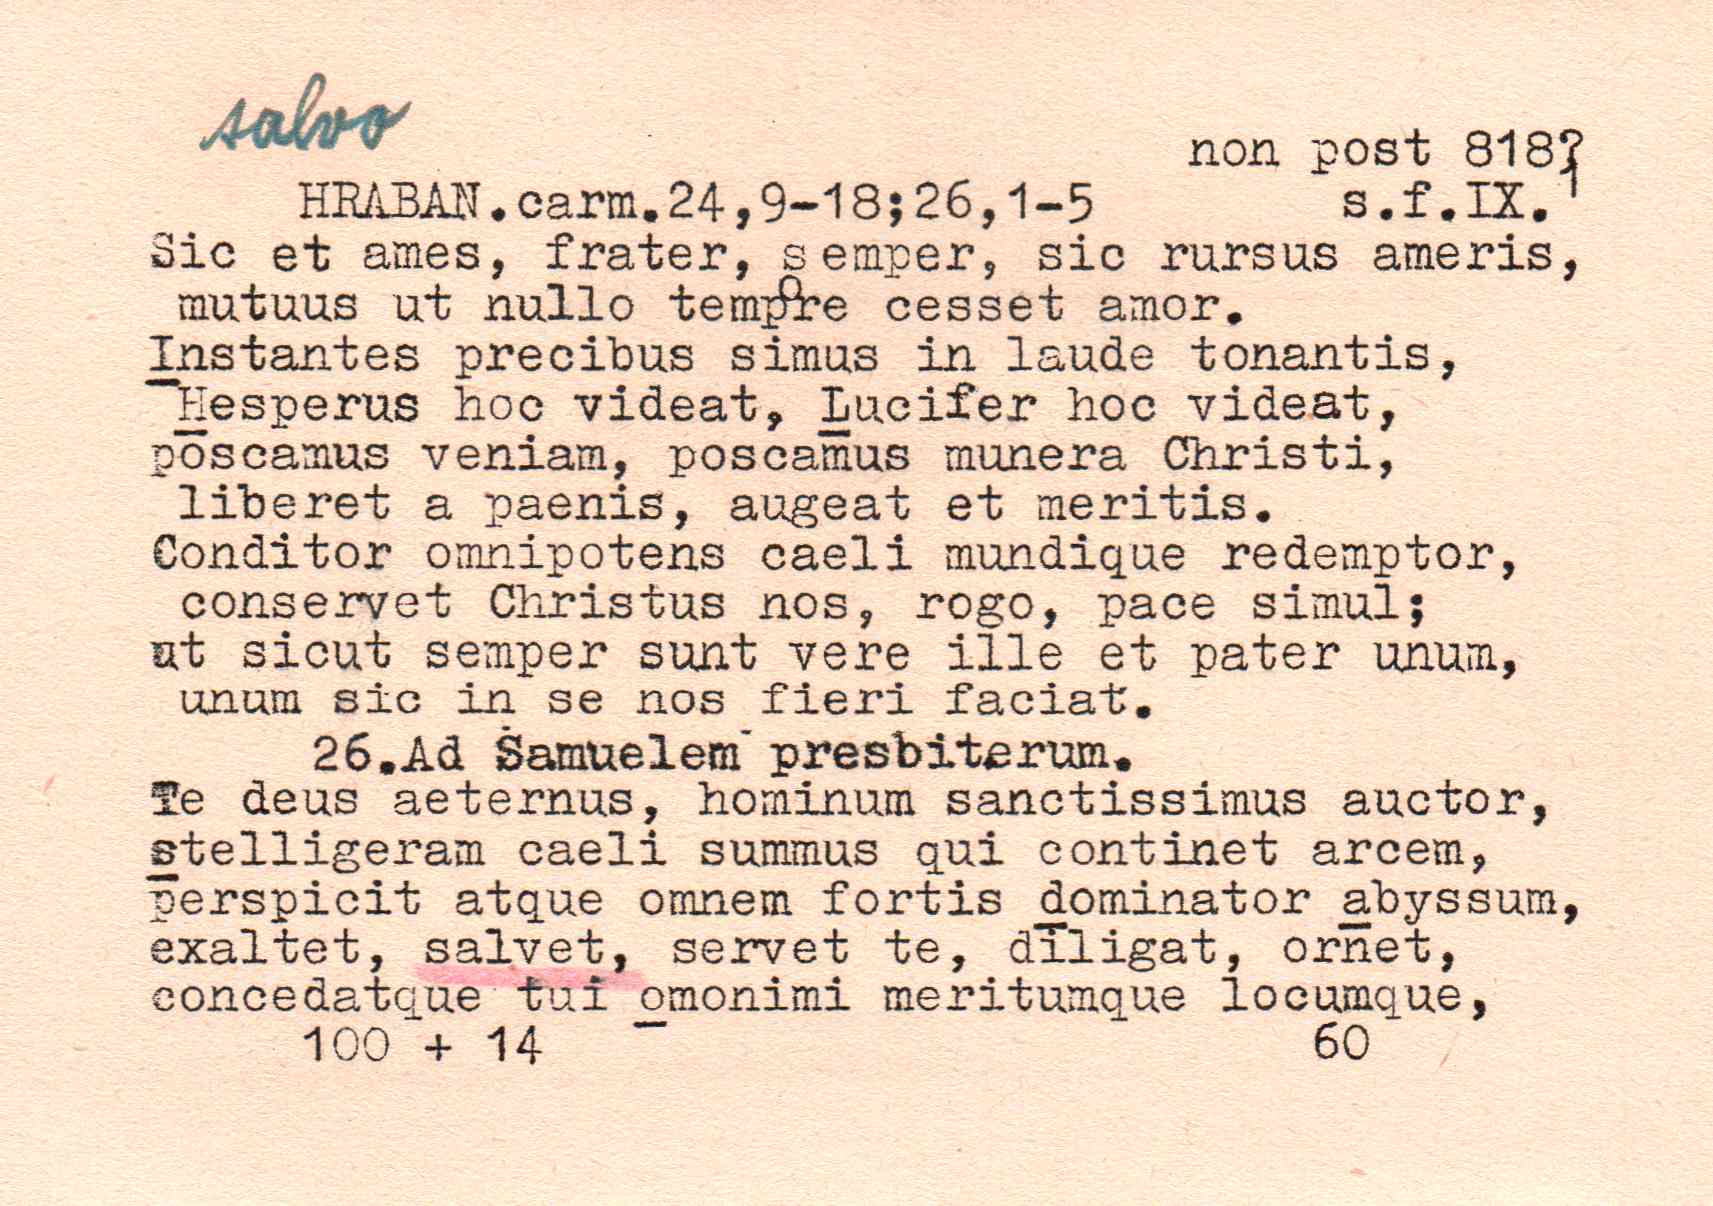 salvo
non post 818?
HRABAN.carm.24,9-18;26,1-5 s.f.IX.
Sic et ames, frater, semper, sic rursus ameris,
mutuus ut nullo tempore cesset amor.
Instantes precibus simus in laude tonantis,
Hesperus hoc videat, Lucifer hoc videat,
poscamus veniam, poscamus munera Christi,
liberet a paenis, augeat et meritis.
Conditor omnipotens caeli mundique redemptor,
conservet Christus nos, rogo, pace simul;
ut sicut semper sunt vere ille et pater unum,
unum sic in se nos fieri faciat.
26.Ad Samuelem presbiterum.
Te deus aeternus, hominum sanctissimus auctor,
stelligeram caeli summus qui continet arcem,
perspicit atque omnem fortis dominator abyssum,
exaltet, salvet, servet te, diligat, ornet,
concedatque tui omonimi meritumque locumque,
100 + 14 60